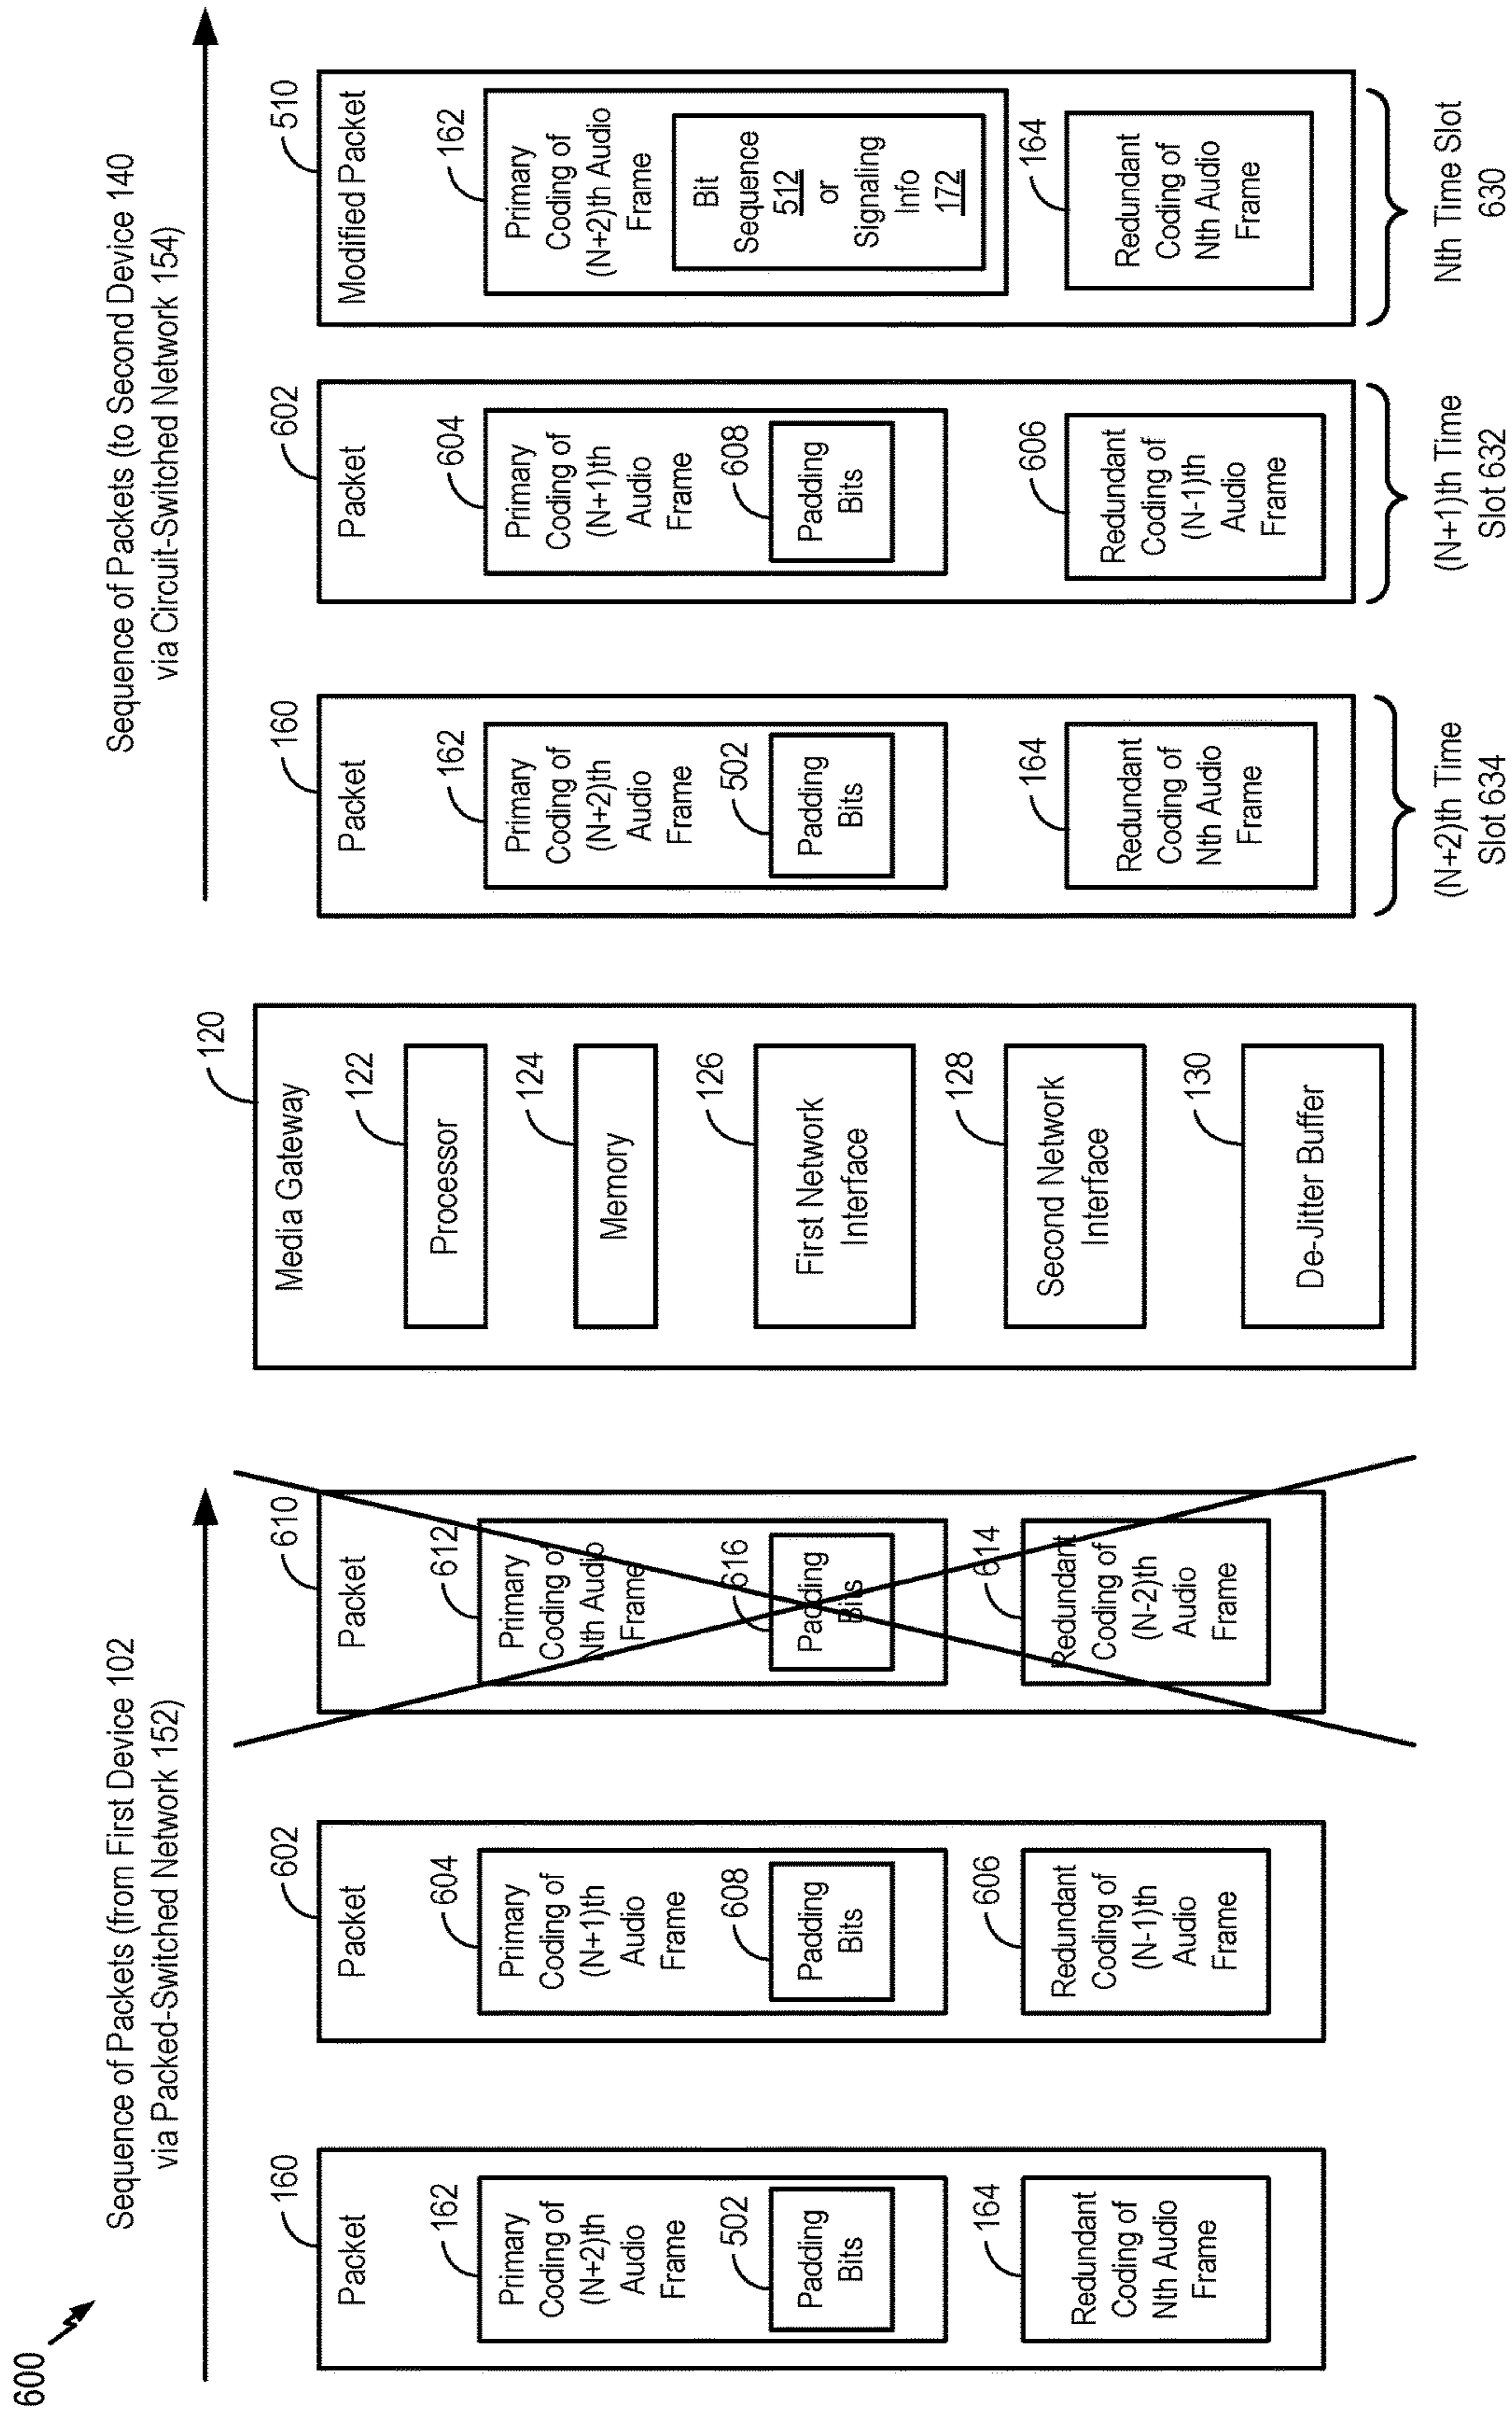 600
Sequence of Packets (from First Device 102
via Packed-Switched Network 152)
160
Packet
162
Primary
Coding of
(N+2)th
Audio
Frame
502
Padding
Bits
164
Redundant
Coding of
Nth Audio
Frame
602
Packet
604
Primary
Coding of
(N+1)th
Audio
Frame
608
Padding
Bits
606
Redundant
Coding of
(N-1)th
Audio
Frame
610
Packet
612
Primary
Coding of
Nth Audio
Frame
616
Padding
Bits
614
Redundant
Coding of
(N-2)th
Audio
Frame
120
Media Gateway
122
Processor
124
Memory
126
First Network
Interface
128
Second Network
Interface
130
De-Jitter Buffer
Sequence of Packets (to Second Device 140
via Circuit-Switched Network 154)
160
Packet
162
Primary
Coding of
(N+2)th
Audio
Frame
502
Padding
Bits
164
Redundant
Coding of
Nth Audio
Frame
(N+2)th Time
Slot 634
602
Packet
604
Primary
Coding of
(N+1)th
Audio
Frame
608
Padding
Bits
606
Redundant
Coding of
(N-1)th
Audio
Frame
(N+1)th Time
Slot 632
510
Modified Packet
162
Primary
Coding of
(N+2)th Audio
Frame
Bit
Sequence
512
or
Signaling
Info
172
164
Redundant
Coding of
Nth Audio
Frame
Nth Time Slot
630